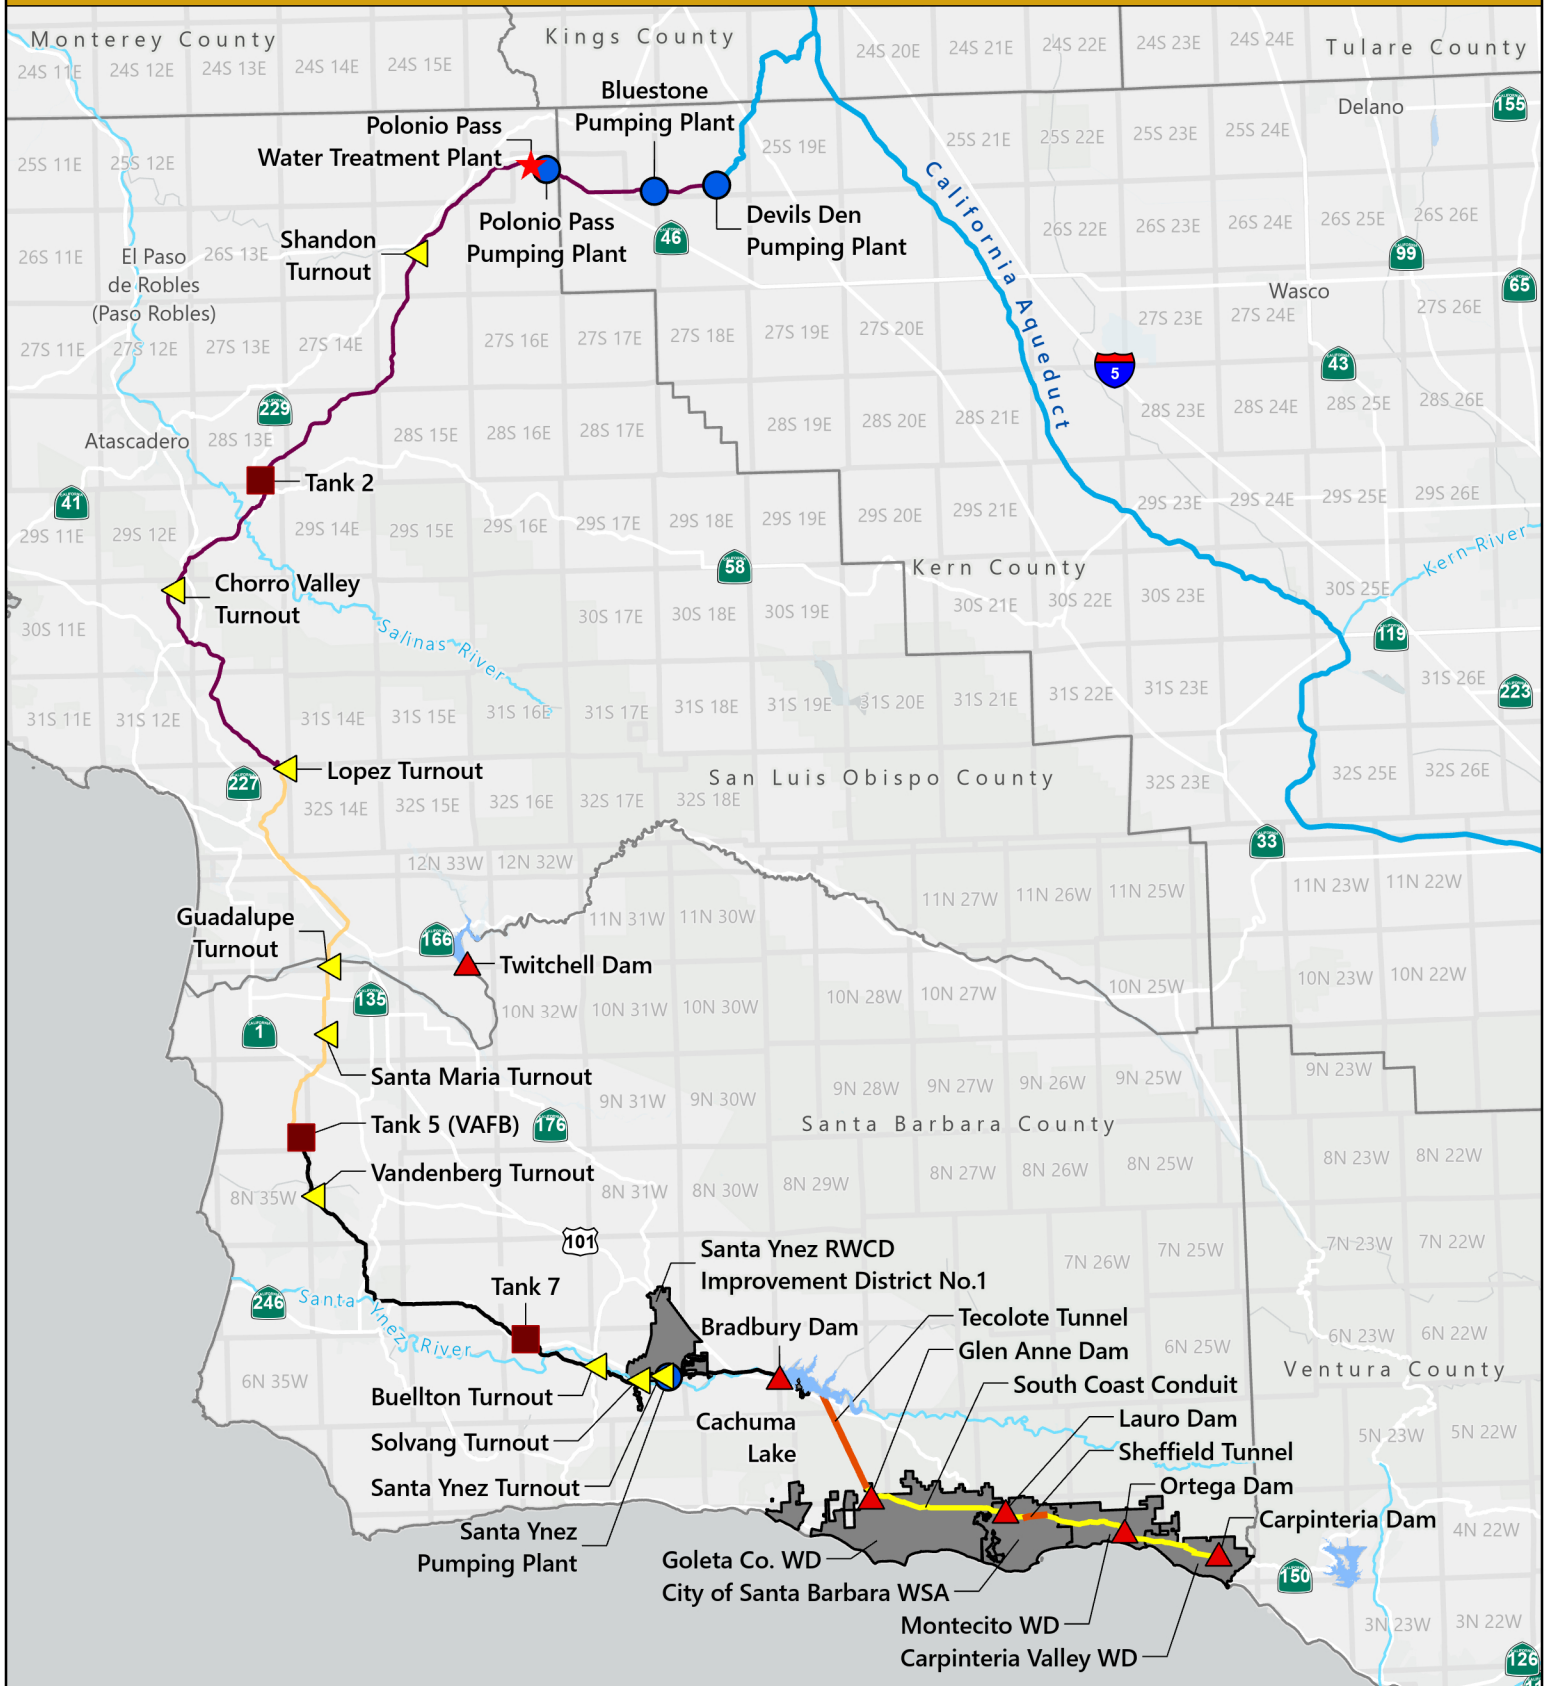 Monterey County
Kings County
Tulare County
24S 11E
24S 12E
24S 13E
24S 14E
24S 15E
24S 20E
24S 21E
24S 22E
24S 23E
24S 24E
Delano
155
Bluestone
Pumping Plant
Polonio Pass
Water Treatment Plant
25S 11E
25S 12E
25S 19E
25S 21E
25S 22E
25S 23E
25S 24E
California Aqueduct
Polonio Pass
Pumping Plant
Devils Den
Pumping Plant
46
Shandon
Turnout
26S 11E
26S 13E
26S 22E
26S 23E
26S 24E
26S 25E
26S 26E
99
65
El Paso
de Robles
(Paso Robles)
Wasco
27S 11E
27S 12E
27S 13E
27S 14E
27S 16E
27S 17E
27S 18E
27S 19E
27S 20E
27S 23E
27S 24E
27S 26E
5
43
229
Atascadero
28S 13E
28S 15E
28S 16E
28S 17E
28S 19E
28S 20E
28S 21E
28S 23E
28S 24E
28S 25E
28S 26E
Tank 2
41
29S 11E
29S 12E
29S 14E
29S 15E
29S 16E
29S 17E
29S 18E
29S 19E
29S 20E
29S 21E
29S 23E
29S 24E
29S 25E
29S 26E
58
Kern County
Kern River
Chorro Valley
Turnout
30S 11E
30S 17E
30S 18E
30S 19E
30S 21E
30S 22E
30S 23E
30S 25E
119
Salinas River
31S 11E
31S 12E
31S 14E
31S 15E
31S 16E
31S 17E
31S 18E
31S 19E
31S 20E
31S 21E
31S 22E
31S 23E
31S 26E
223
Lopez Turnout
227
San Luis Obispo County
32S 14E
32S 15E
32S 16E
32S 17E
32S 18E
32S 23E
32S 25E
32S 26E
33
12N 33W
12N 32W
11N 31W
11N 30W
11N 27W
11N 26W
11N 25W
11N 23W
11N 22W
Guadalupe
Turnout
166
Twitchell Dam
135
1
10N 32W
10N 31W
10N 30W
10N 28W
10N 27W
10N 25W
10N 23W
10N 22W
Santa Maria Turnout
9N 31W
9N 30W
9N 28W
9N 27W
9N 26W
9N 25W
9N 23W
Tank 5 (VAFB)
176
Santa Barbara County
Vandenberg Turnout
8N 35W
8N 31W
8N 30W
8N 29W
8N 27W
8N 26W
8N 25W
8N 23W
8N 22W
101
Santa Ynez RWCD
Improvement District No.1
7N 26W
7N 25W
7N 23W
7N 22W
246
Santa Ynez River
Tank 7
Bradbury Dam
Tecolote Tunnel
Glen Anne Dam
South Coast Conduit
Lauro Dam
Sheffield Tunnel
Ortega Dam
Carpinteria Dam
6N 35W
6N 25W
6N 23W
6N 22W
Ventura County
Buellton Turnout
Solvang Turnout
Santa Ynez Turnout
Santa Ynez
Pumping Plant
Cachuma
Lake
5N 23W
5N 22W
4N 22W
150
Goleta Co. WD
City of Santa Barbara WSA
Montecito WD
Carpinteria Valley WD
3N 23W
3N 22W
126